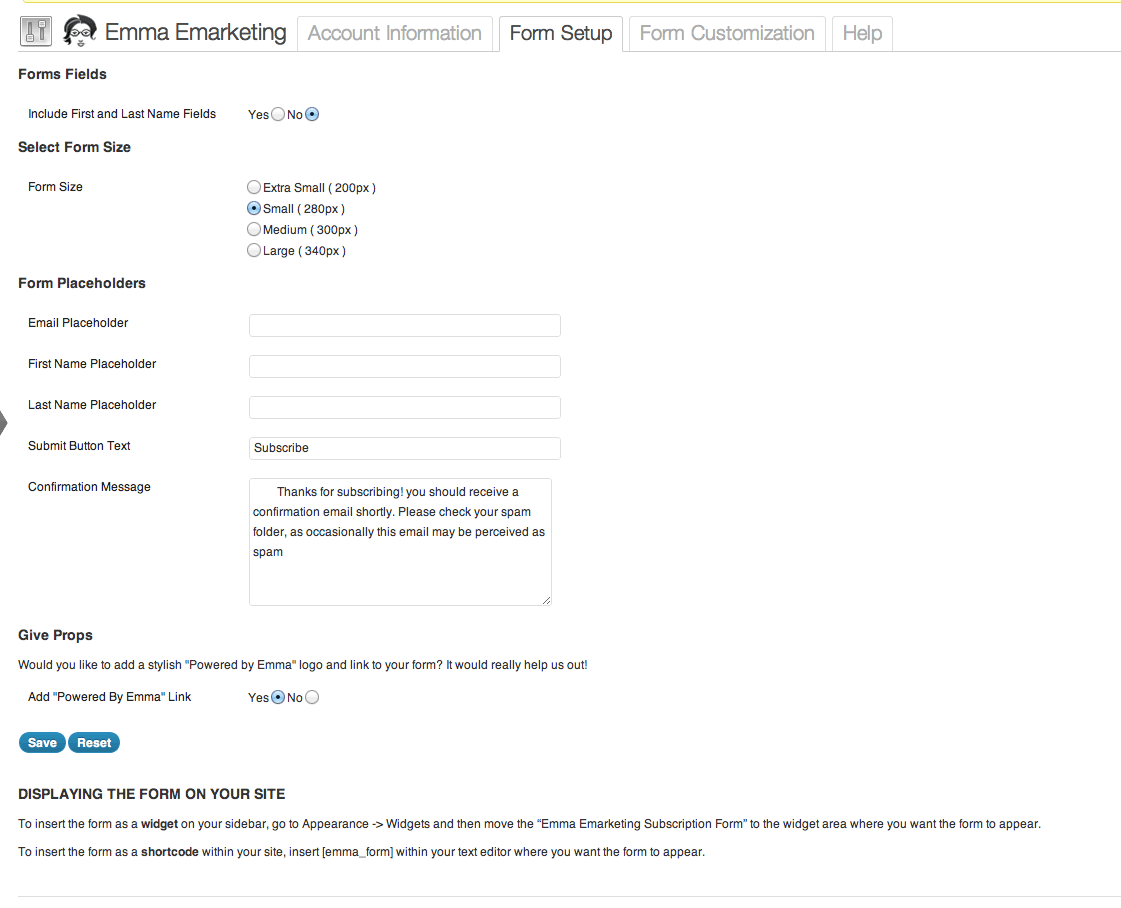 Emma Emarketing Account Information Form Setup Form Customization Help
Forms Fields
Include First and Last Name Fields Yes No
Select Form Size
Form Size Extra Small ( 200px )
Small ( 280px )
Medium ( 300px )
Large ( 340px )
Form Placeholders
Email Placeholder
First Name Placeholder
Last Name Placeholder
Submit Button Text Subscribe
Confirmation Message Thanks for subscribing! you should receive a
confirmation email shortly. Please check your spam
folder, as occasionally this email may be perceived as
spam
Give Props
Would you like to add a stylish "Powered by Emma" logo and link to your form? It would really help us out!
Add "Powered By Emma" Link Yes No
Save Reset
DISPLAYING THE FORM ON YOUR SITE
To insert the form as a widget on your sidebar, go to Appearance -> Widgets and then move the “Emma Emarketing Subscription Form” to the widget area where you want the form to appear.
To insert the form as a shortcode within your site, insert [emma_form] within your text editor where you want the form to appear.